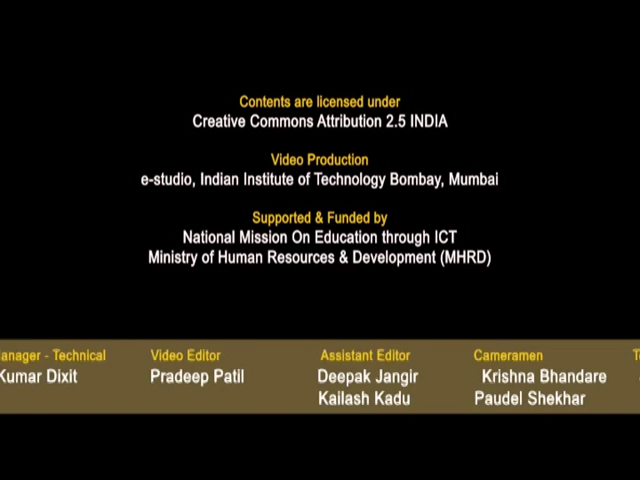 Contents are licensed under
Creative Commons Attribution 2.5 INDIA
Video Production
e-studio, Indian Institute of Technology Bombay, Mumbai
Supported & Funded by
National Mission On Education through ICT
Ministry of Human Resources & Development (MHRD)
anager - Technical Video Editor Assistant Editor Cameramen
Kumar Dixit Pradeep Patil Deepak Jangir Krishna Bhandare
Kailash Kadu Paudel Shekhar